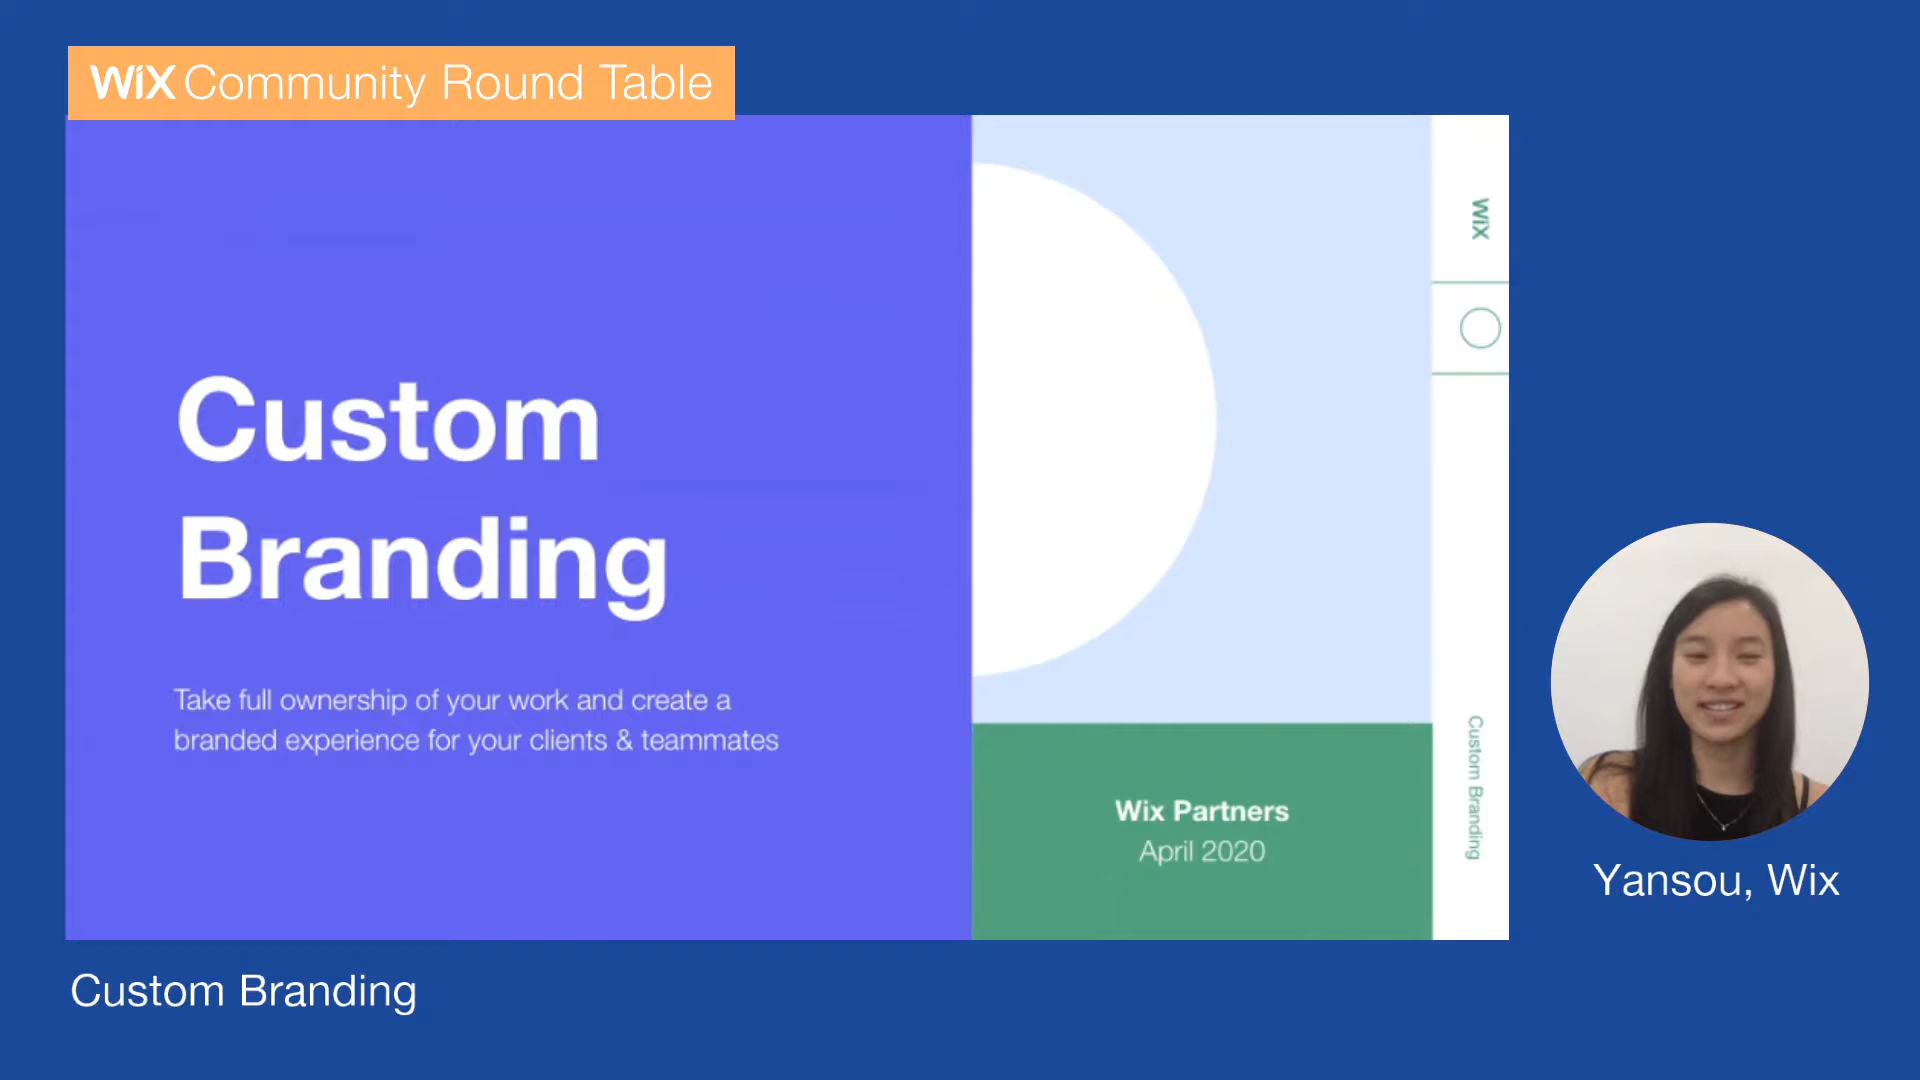 WiX Community Round Table
Custom
Branding
Take full ownership of your work and create a
branded experience for your clients & teammates
Wix Partners
April 2020
WiX
Custom Branding
Yansou, Wix
Custom Branding